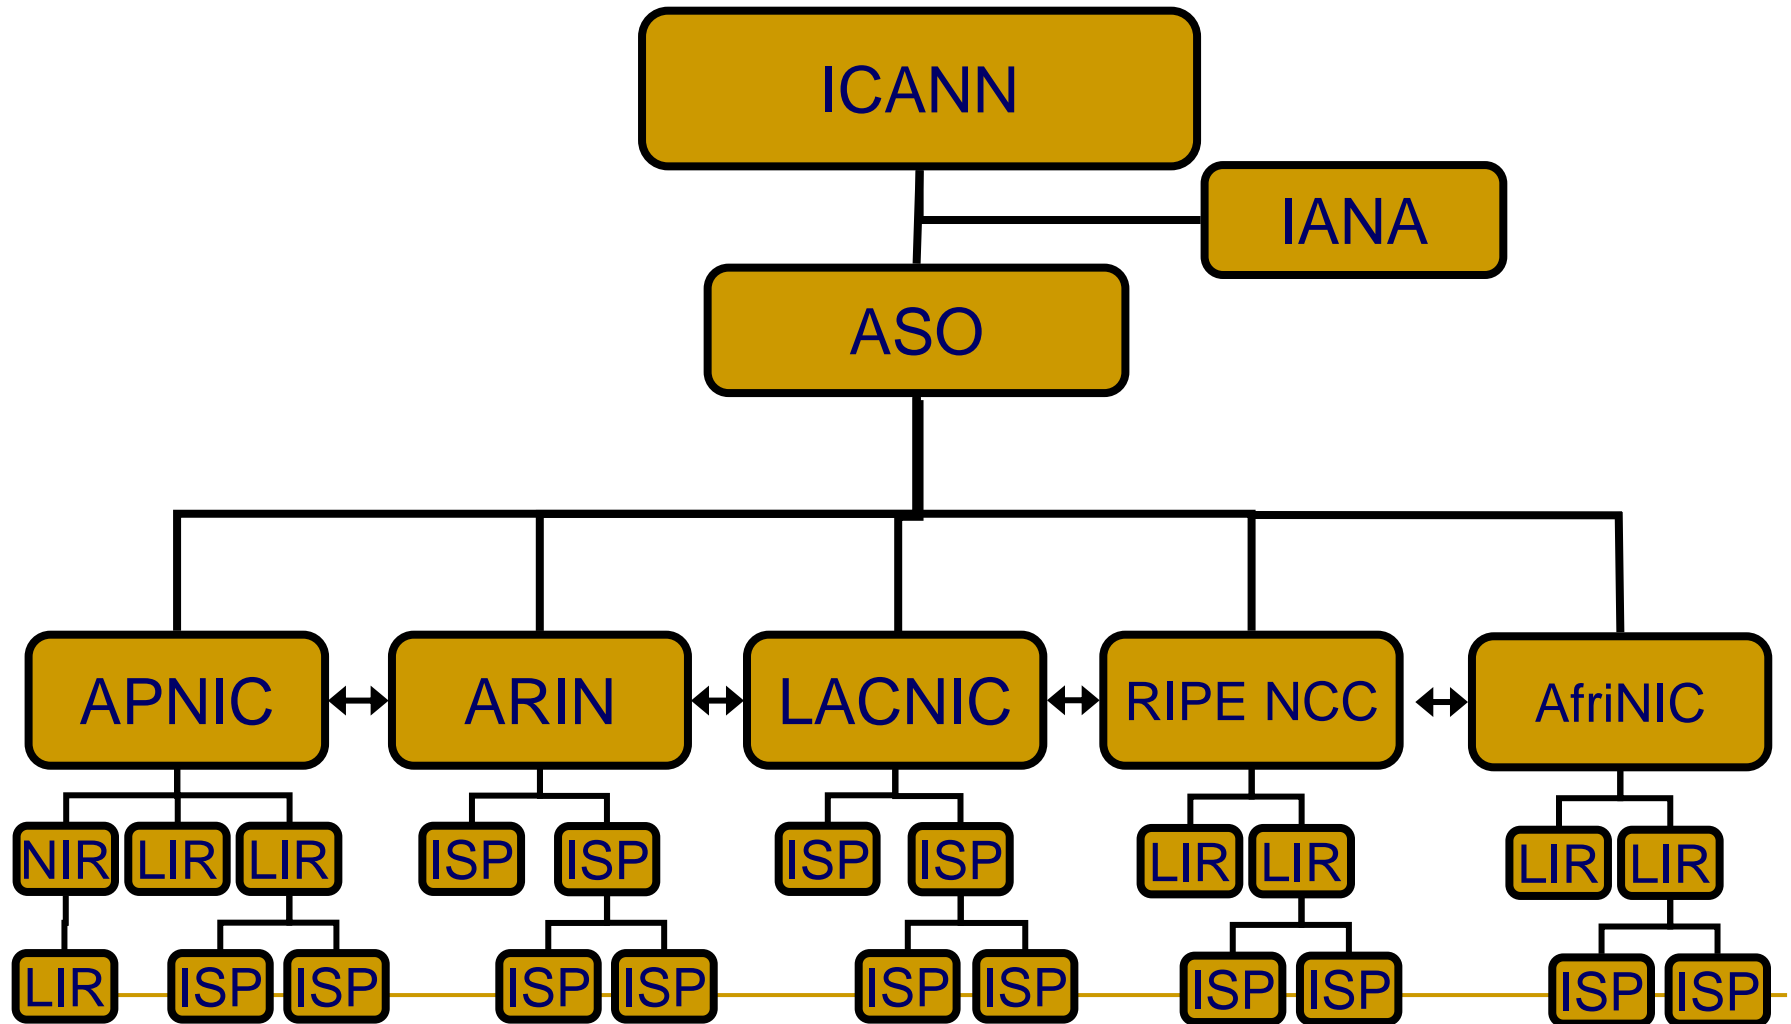 ICANN
IANA
ASO
APNIC
ARIN
LACNIC
RIPE NCC
AfriNIC
NIR
LIR
LIR
ISP
ISP
ISP
ISP
LIR
LIR
LIR
LIR
LIR
ISP
ISP
ISP
ISP
ISP
ISP
ISP
ISP
ISP
ISP